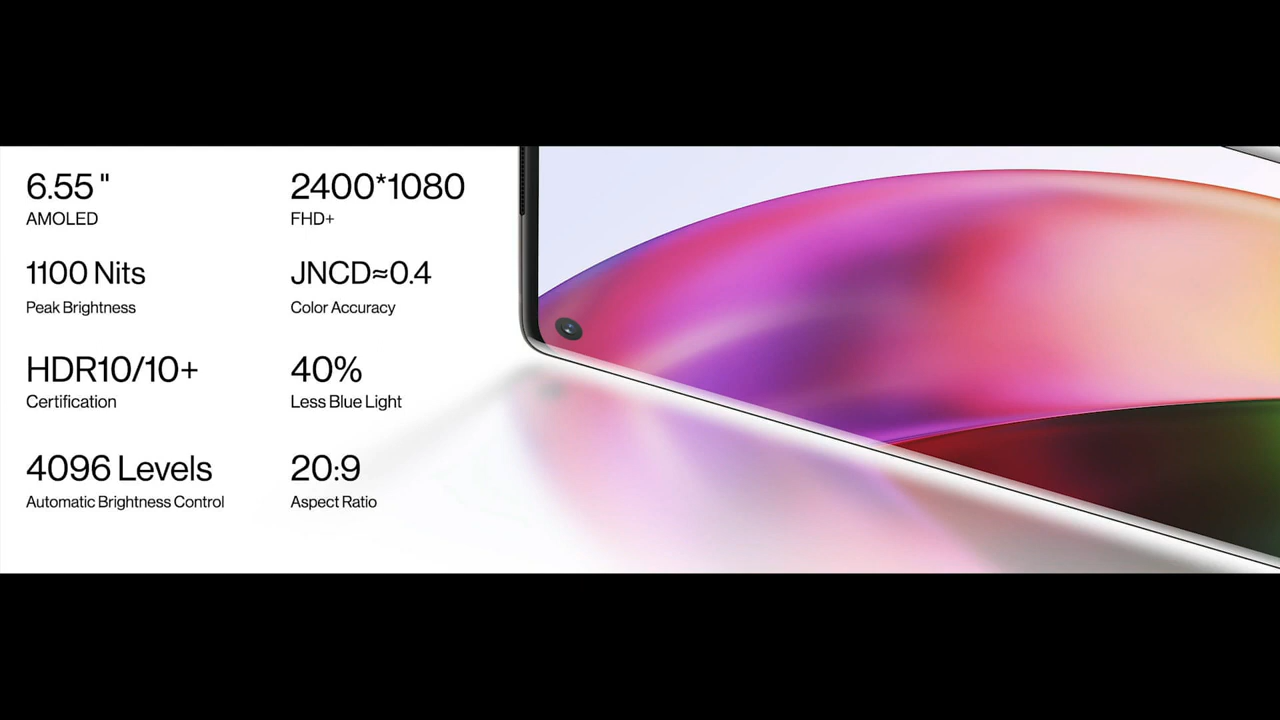 6.55 "
AMOLED
2400*1080
FHD+
1100 Nits
Peak Brightness
JNCD≈0.4
Color Accuracy
HDR10/10+
Certification
40%
Less Blue Light
4096 Levels
Automatic Brightness Control
20:9
Aspect Ratio